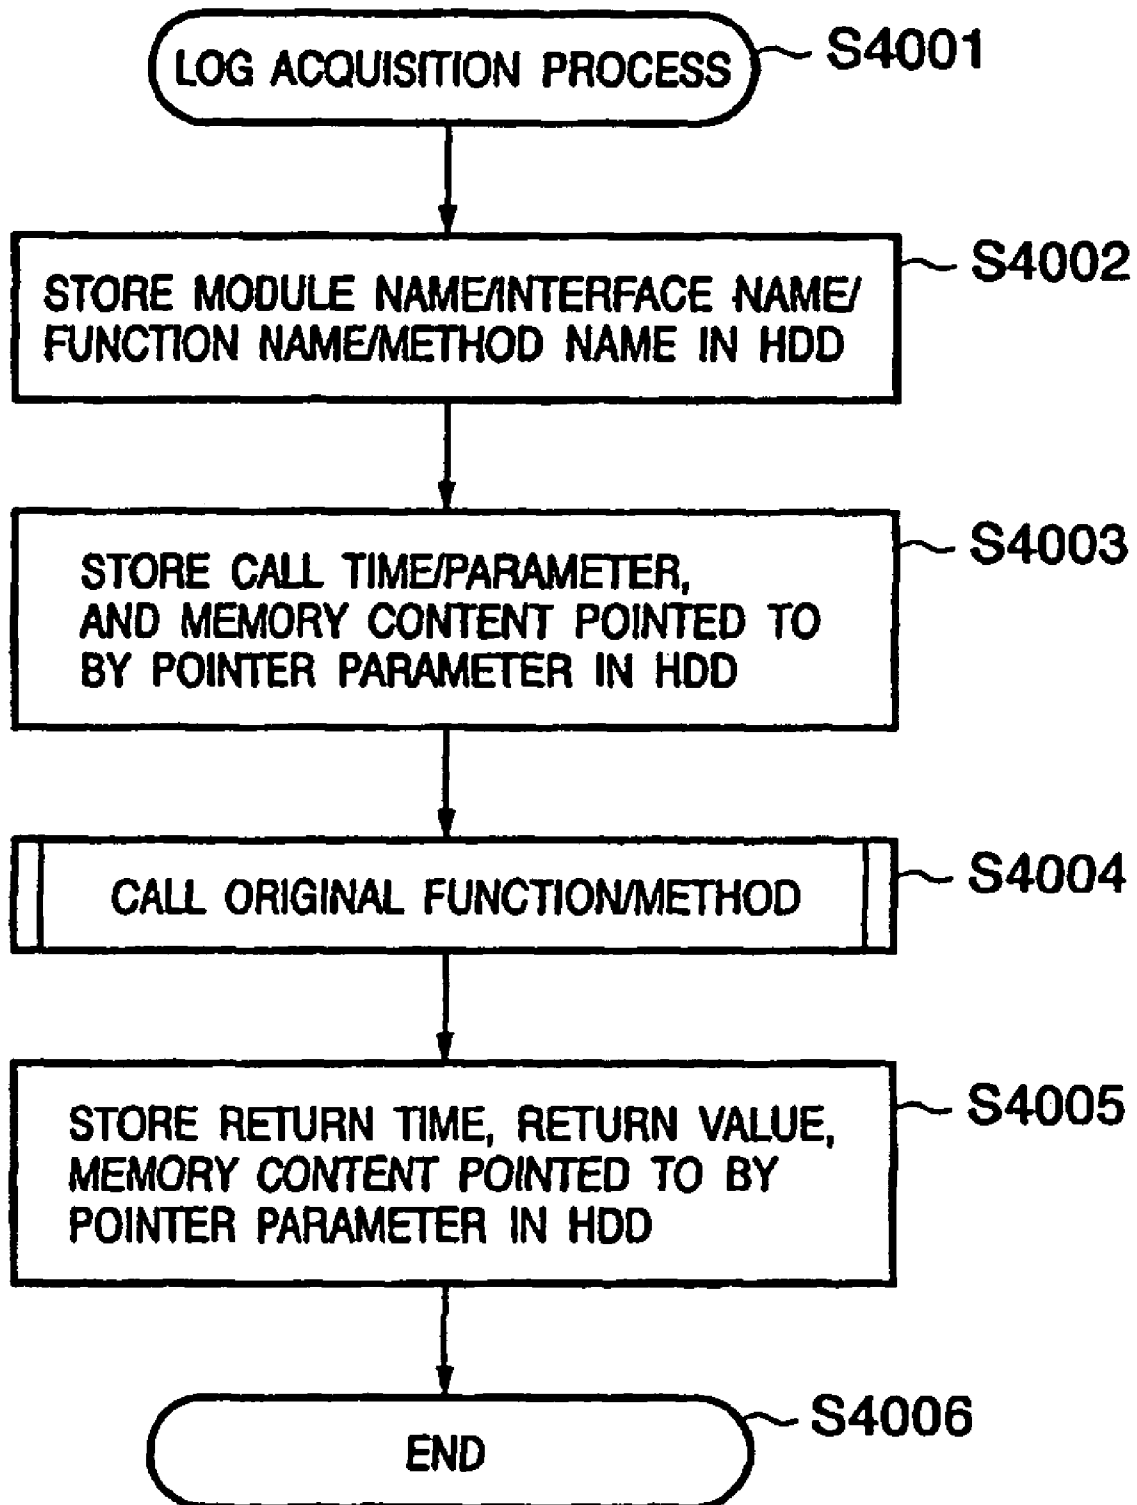 LOG ACQUISITION PROCESS
S4001
STORE MODULE NAME/INTERFACE NAME/
FUNCTION NAME/METHOD NAME IN HDD
S4002
STORE CALL TIME/PARAMETER,
AND MEMORY CONTENT POINTED TO
BY POINTER PARAMETER IN HDD
S4003
CALL ORIGINAL FUNCTION/METHOD
S4004
STORE RETURN TIME, RETURN VALUE,
MEMORY CONTENT POINTED TO BY
POINTER PARAMETER IN HDD
S4005
END
S4006